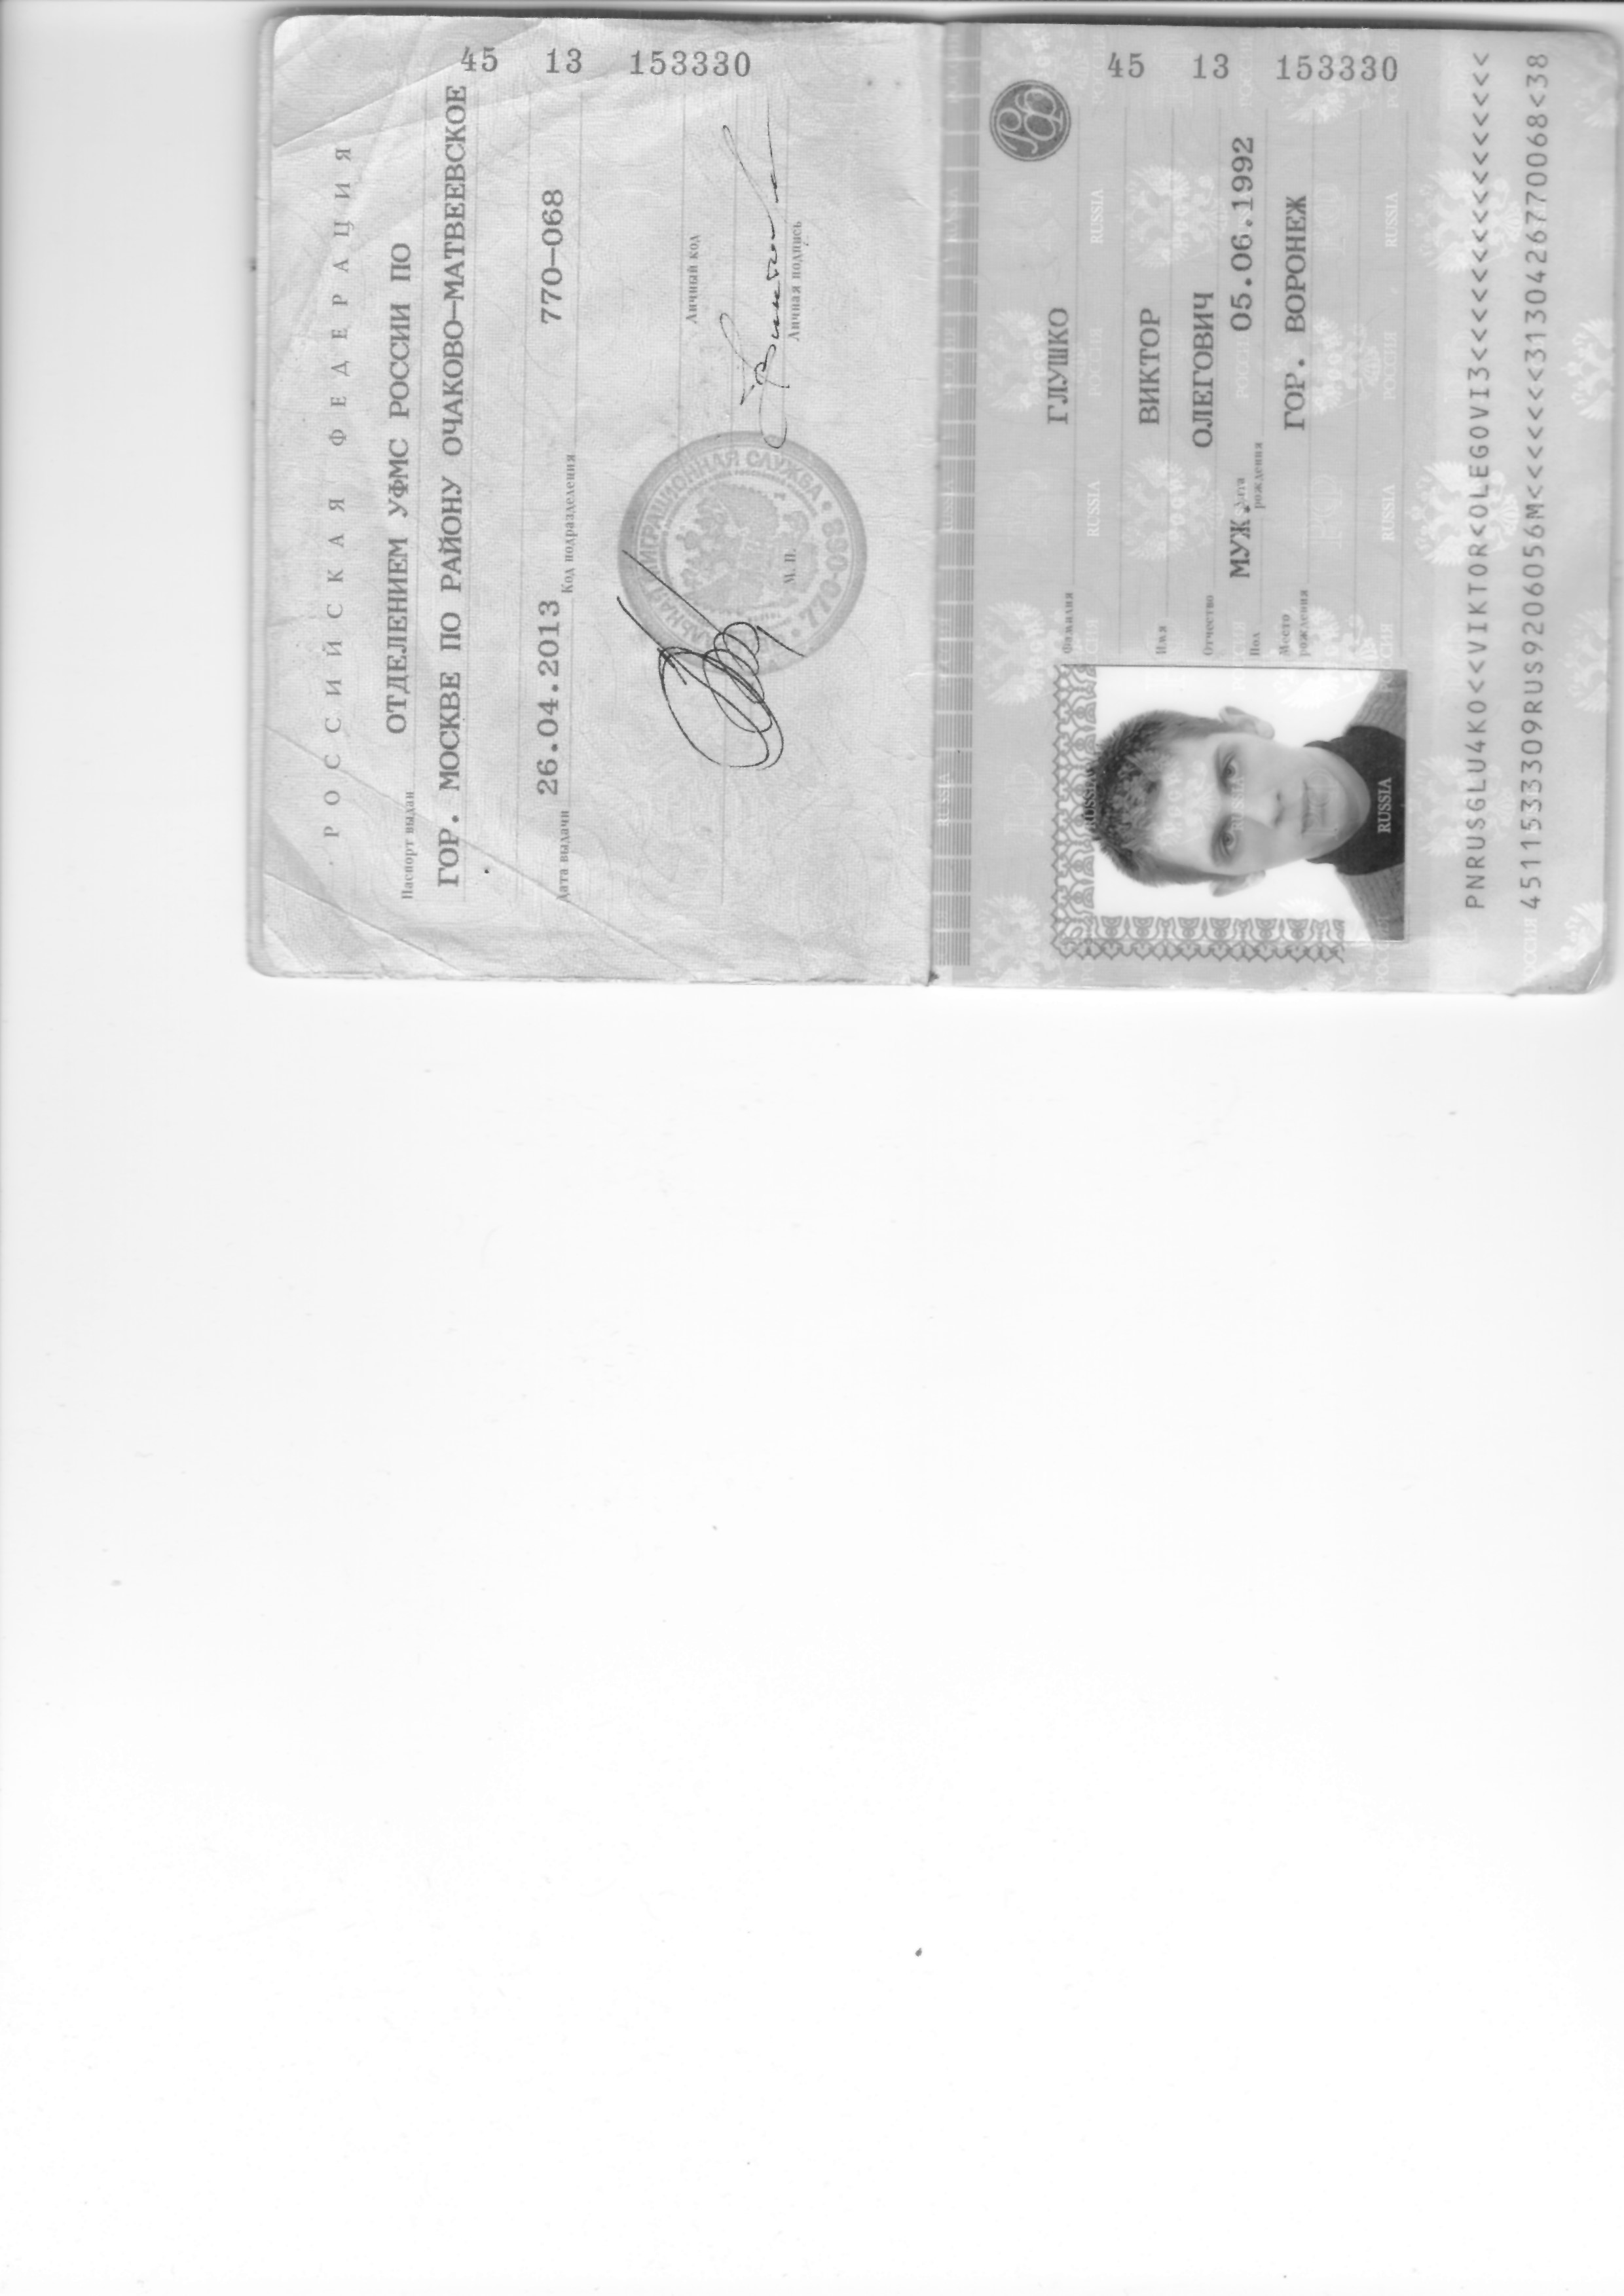 РОССИЙСКАЯ ФЕДЕРАЦИЯ
45 13 153330
Паспорт выдан ОТДЕЛЕНИЕМ УФМС РОССИИ ПО
ГОР. МОСКВЕ ПО РАЙОНУ ОЧАКОВО-МАТВЕЕВСКОЕ
Дата выдачи 26.04.2013 Код подразделения 770-068
Личный код
Личная подпись
М. П.
770-068
45 13 153330
Фамилия ГЛУШКО
Имя ВИКТОР
Отчество ОЛЕГОВИЧ
Пол МУЖ. Дата рождения 05.06.1992
Место рождения ГОР. ВОРОНЕЖ
RUSSIA
PNRUSGLU4KO<<VIKTOR<OLEGOVI3<<<<<<<<<<<<<<<<
4511533309RUS9206056M<<<<<<<3130426770068<38